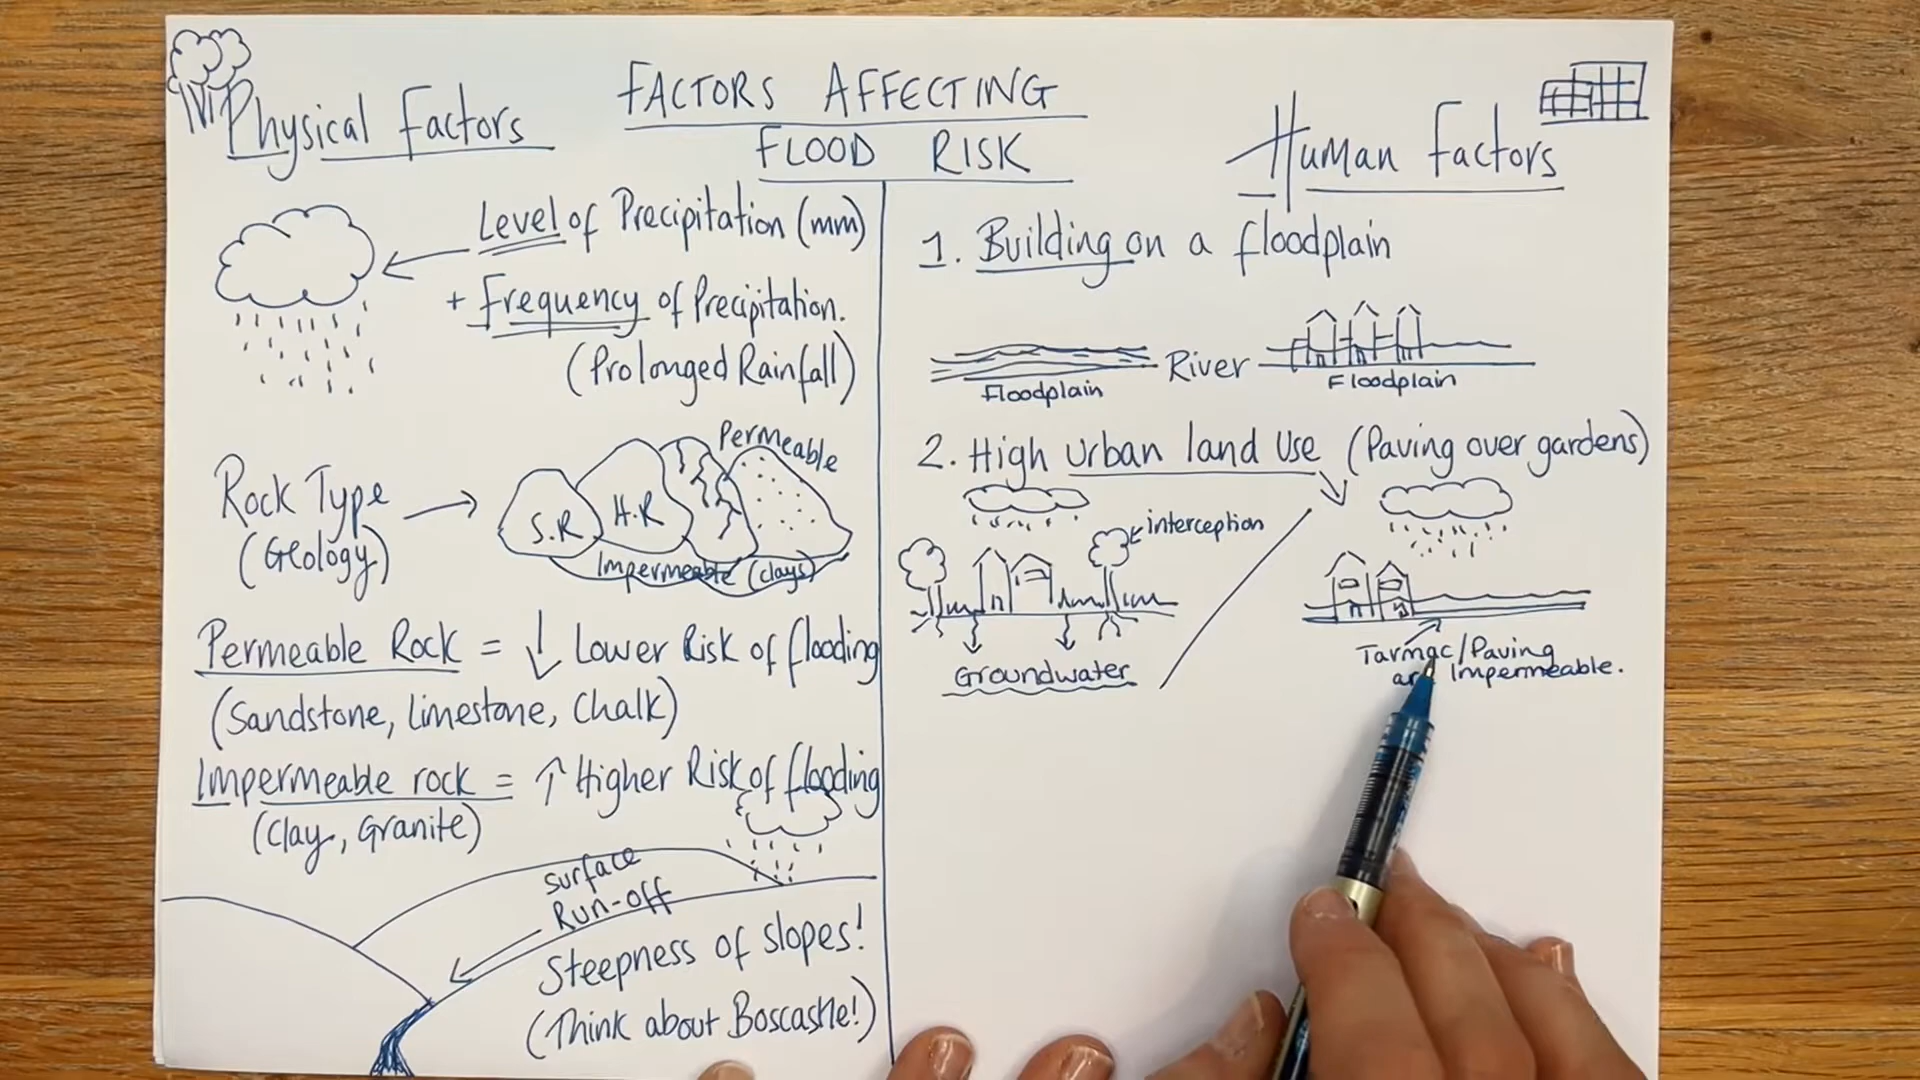 FACTORS AFFECTING
FLOOD RISK
Physical Factors
Level of Precipitation (mm)
+ Frequency of Precipitation.
(Prolonged Rainfall)
Rock Type
(Geology)
Permeable
S.R
H.R
Impermeable (clays)
Permeable Rock = ↓ Lower Risk of flooding
(Sandstone, Limestone, Chalk)
Impermeable rock = ↑ Higher Risk of flooding
(Clay, Granite)
Surface
Run-off
Steepness of slopes!
(Think about Boscastle!)
Human Factors
1. Building on a floodplain
Floodplain
River
Floodplain
2. High urban land use (Paving over gardens)
interception
Groundwater
Tarmac/Paving
are Impermeable.